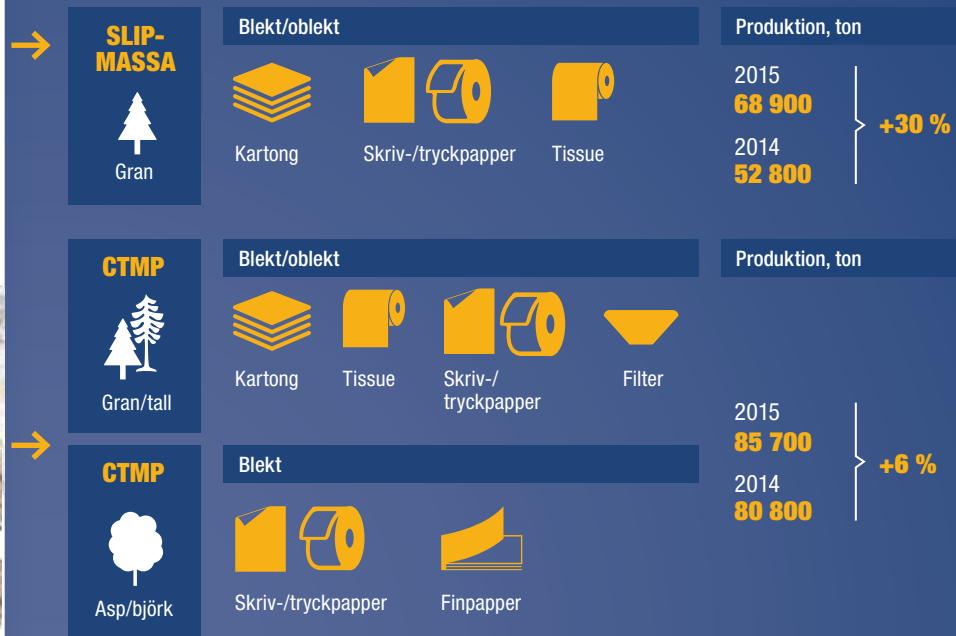 SLIP-
MASSA
Gran
Blekt/oblekt
Kartong
Skriv-/tryckpapper
Tissue
Produktion, ton
2015
68 900
2014
52 800
+30 %
CTMP
Gran/tall
Blekt/oblekt
Kartong
Tissue
Skriv-/
tryckpapper
Filter
Produktion, ton
2015
85 700
2014
80 800
+6 %
CTMP
Asp/björk
Blekt
Skriv-/tryckpapper
Finpapper